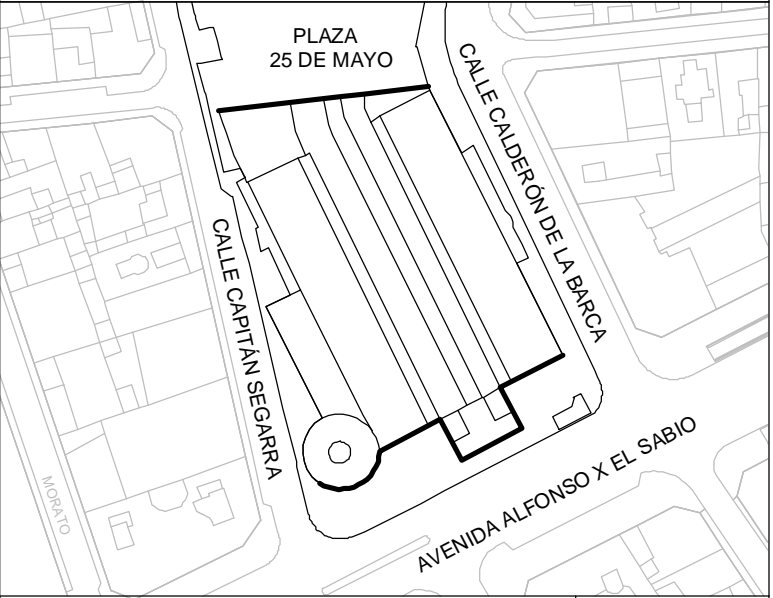 PLAZA
25 DE MAYO
CALLE CALDERÓN DE LA BARCA
CALLE CAPITÁN SEGARRA
MORATO
AVENIDA ALFONSO X EL SABIO